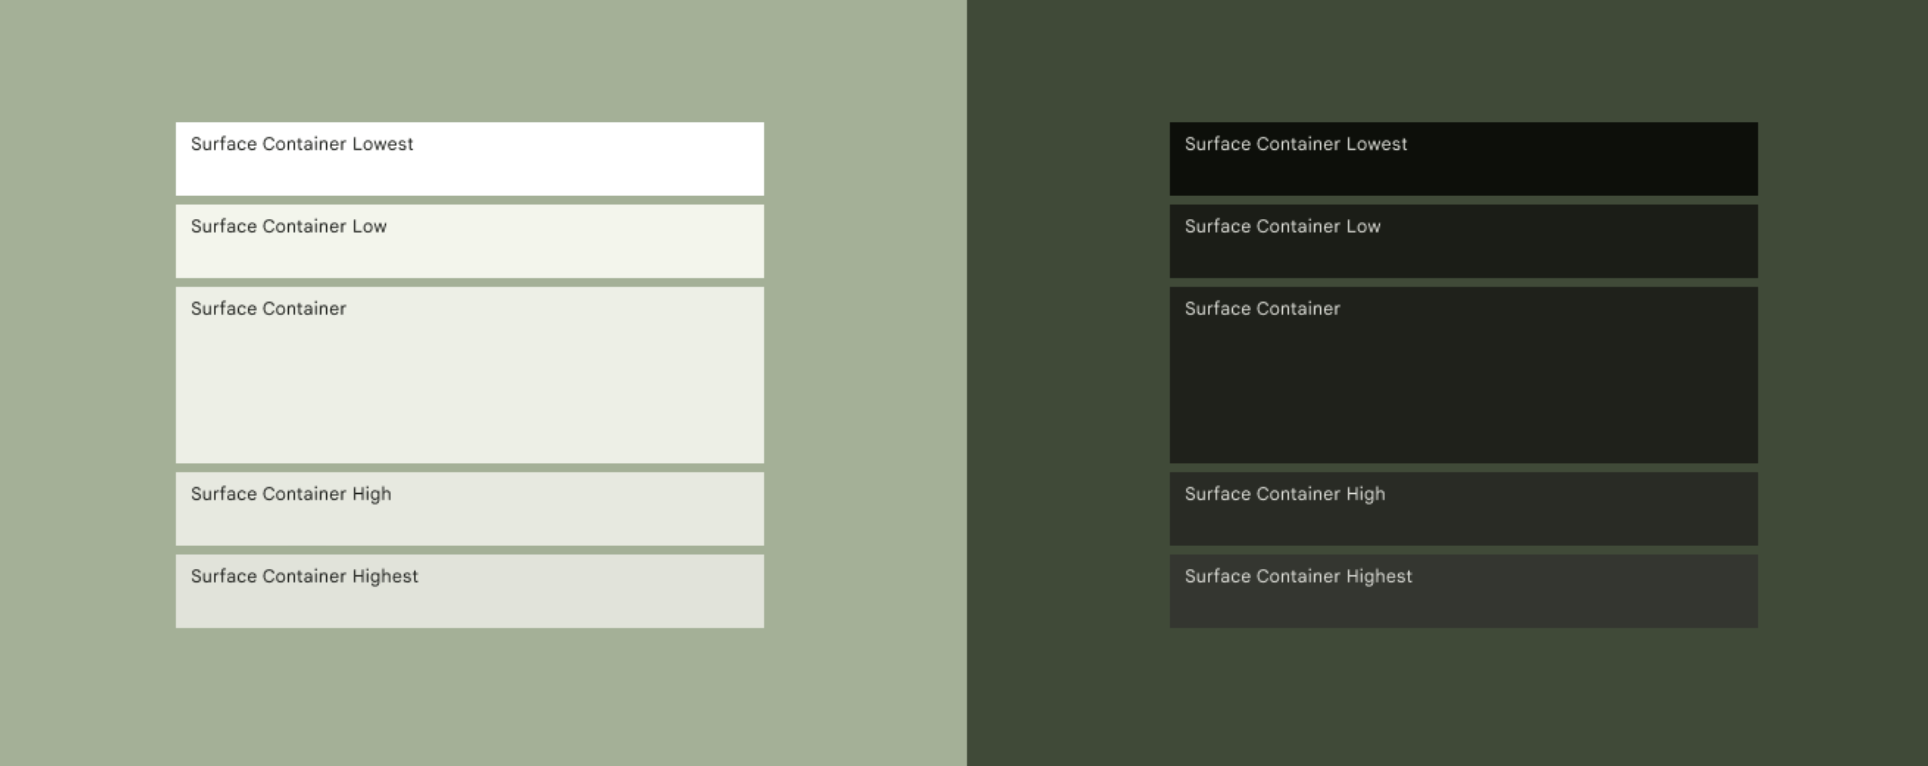 Surface Container Lowest
Surface Container Low
Surface Container
Surface Container High
Surface Container Highest
Surface Container Lowest
Surface Container Low
Surface Container
Surface Container High
Surface Container Highest